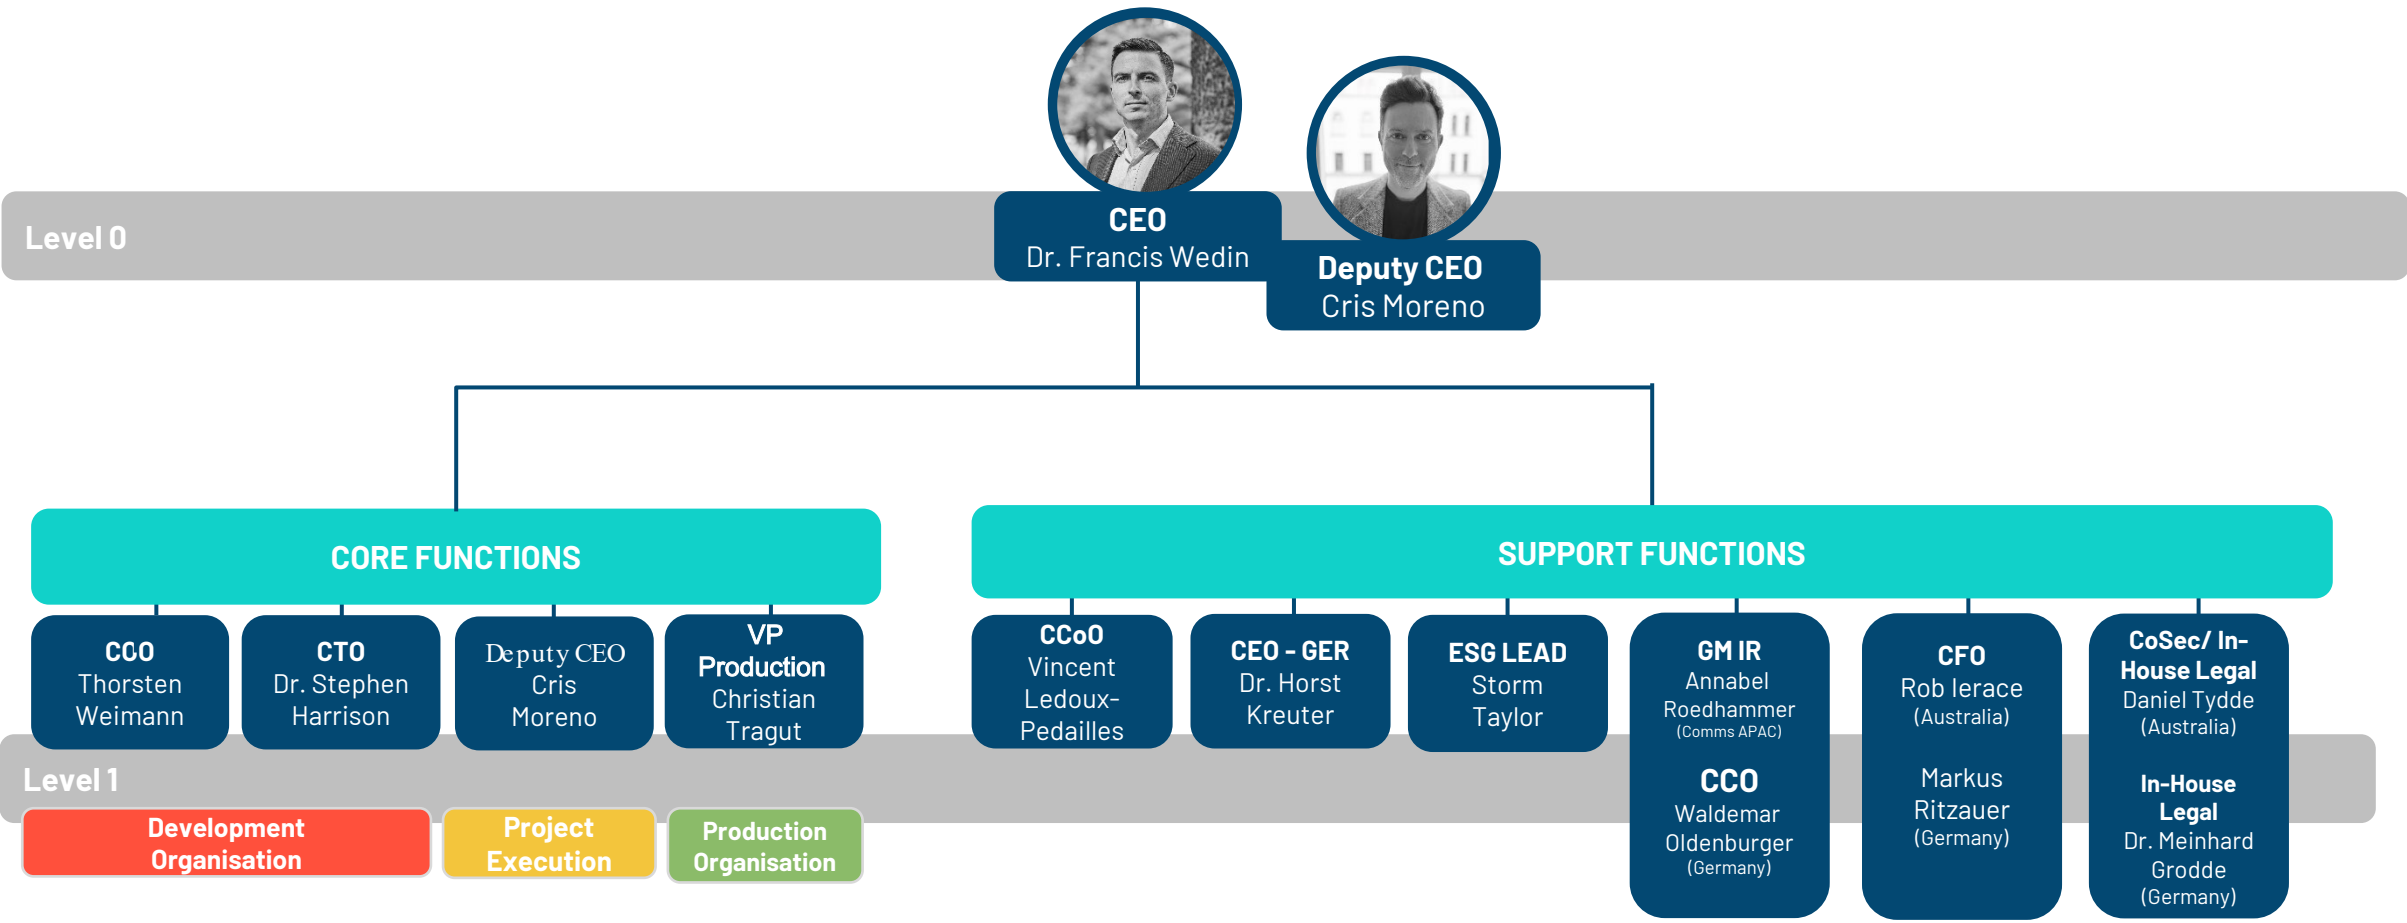 Level 0
CEO
Dr. Francis Wedin
Deputy CEO
Cris Moreno
CORE FUNCTIONS
SUPPORT FUNCTIONS
Thorsten
Weimann
CTO
Dr. Stephen
Harrison
Deputy CEO
Cris
Moreno
VP
Production
Christian
Tragut
CCoO
Vincent
Ledoux-
Pedailles
CEO - GER
Dr. Horst
Kreuter
ESG LEAD
Storm
Taylor
GM IR
Annabel
Roedhammer
(Comms APAC)
CCO
Waldemar
Oldenburger
(Germany)
CFO
Rob Ierace
(Australia)
Markus
Ritzauer
(Germany)
CoSec/ In-
House Legal
Daniel Tydde
(Australia)
In-House
Legal
Dr. Meinhard
Grodde
(Germany)
Level 1
Development
Organisation
Project
Execution
Production
Organisation